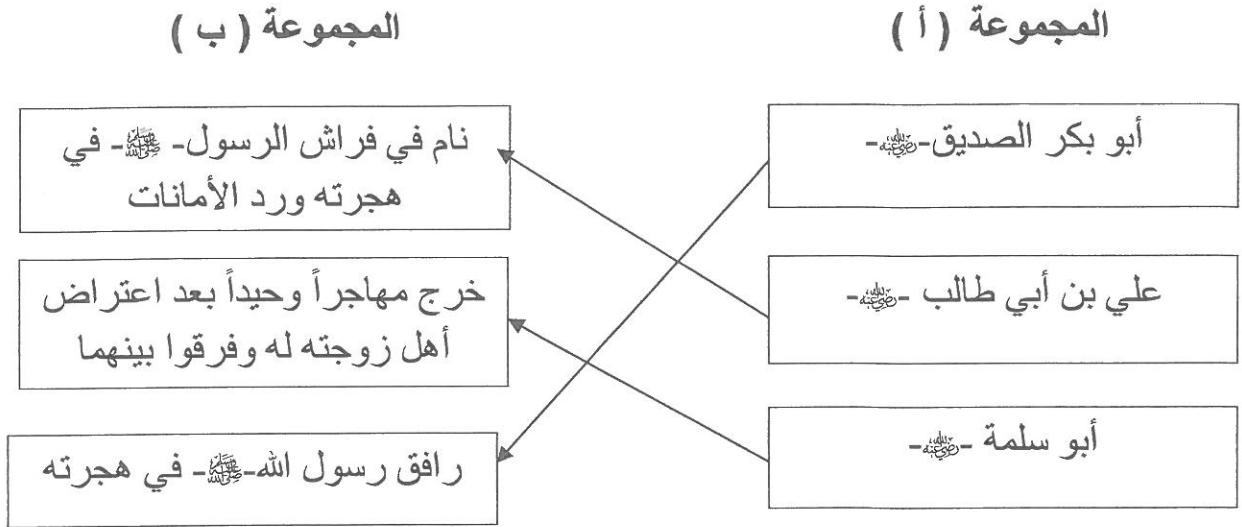 المجموعة ( أ )
المجموعة ( ب )
أبو بكر الصديق-رضي الله عنه-
نام في فراش الرسول- ﷺ- في
هجرته ورد الأمانات
علي بن أبي طالب -رضي الله عنه-
خرج مهاجراً وحيداً بعد اعتراض
أهل زوجته له وفرقوا بينهما
أبو سلمة -رضي الله عنه-
رافق رسول الله-ﷺ- في هجرته